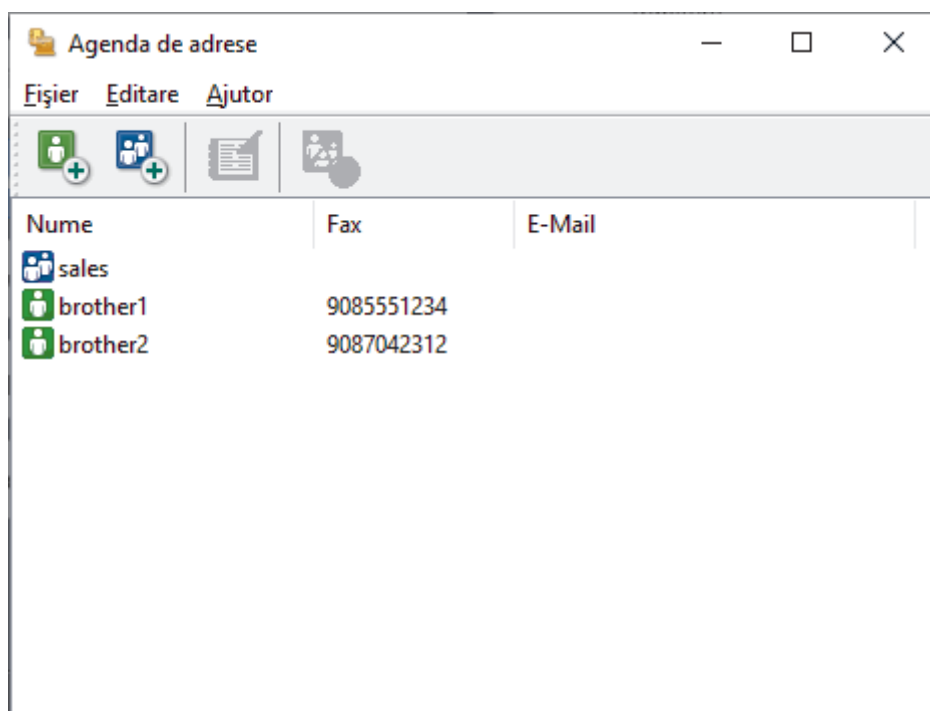 Agenda de adrese
Fişier Editare Ajutor
Nume Fax E-Mail
sales
brother1 9085551234
brother2 9087042312